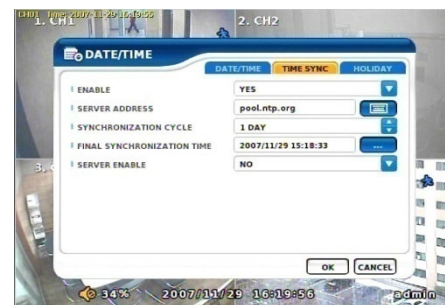 CH01 Time: 2007-11-29 16:19:56
1. CH1
2. CH2
DATE/TIME
DATE/TIME TIME SYNC HOLIDAY
ENABLE YES
SERVER ADDRESS pool.ntp.org
SYNCHRONIZATION CYCLE 1 DAY
FINAL SYNCHRONIZATION TIME 2007/11/29 15:18:33 ...
SERVER ENABLE NO
3.
OK CANCEL
34% 2007/11/29 16:19:56 admin